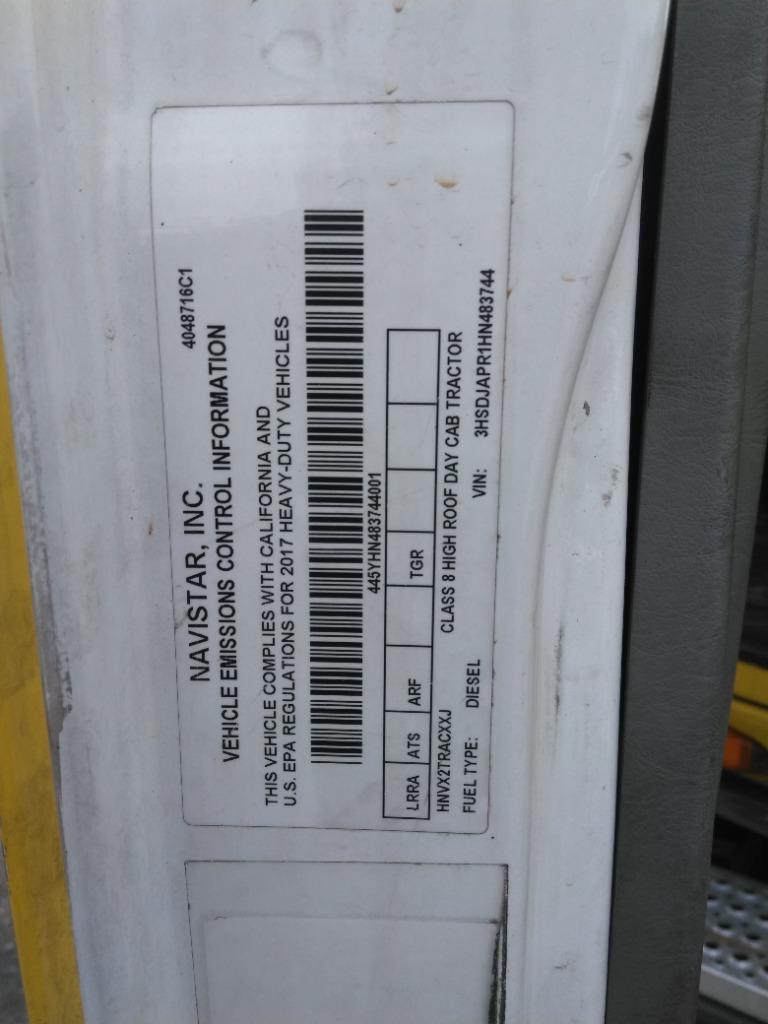 4048716C1
NAVISTAR, INC.
VEHICLE EMISSIONS CONTROL INFORMATION
THIS VEHICLE COMPLIES WITH CALIFORNIA AND
U.S. EPA REGULATIONS FOR 2017 HEAVY-DUTY VEHICLES
445YHN483744001
LRRA ATS ARF TGR
HNVX2TRACXXJ CLASS 8 HIGH ROOF DAY CAB TRACTOR
FUEL TYPE: DIESEL VIN: 3HSDJAPR1HN483744